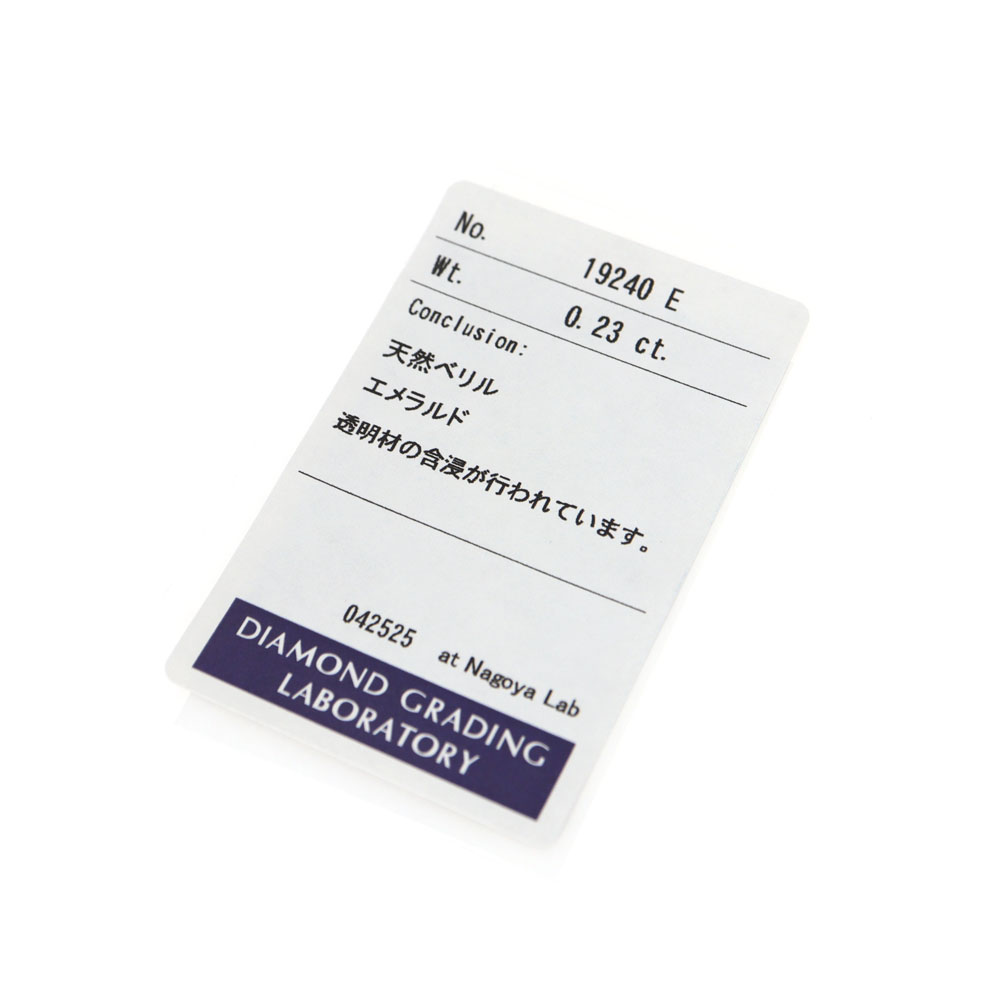 No. 19240 E
Wt. 0.23 ct.
Conclusion:
天然ベリル
エメラルド
透明材の含浸が行われています。
042525 at Nagoya Lab
DIAMOND GRADING
LABORATORY